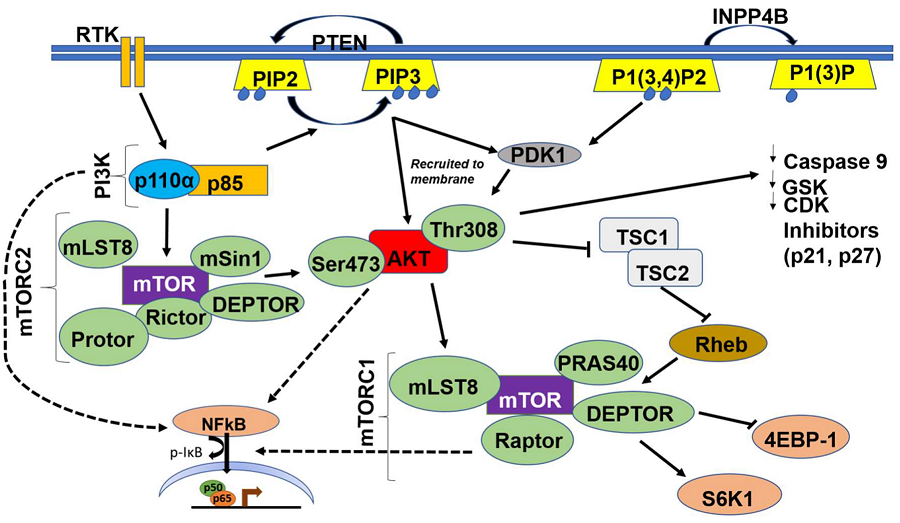 INPP4B
RTK
PTEN
PIP2
PIP3
P1(3,4)P2
P1(3)P
PDK1
Recruited to
membrane
PI3K
p110α
p85
Caspase 9
GSK
CDK
Inhibitors
(p21, p27)
Thr308
TSC1
TSC2
mTORC2
mLST8
mSin1
mTOR
DEPTOR
Rictor
Protor
Ser473
AKT
Rheb
mTORC1
PRAS40
mLST8
mTOR
DEPTOR
Raptor
4EBP-1
S6K1
NFkB
p-IκB
p50
p65